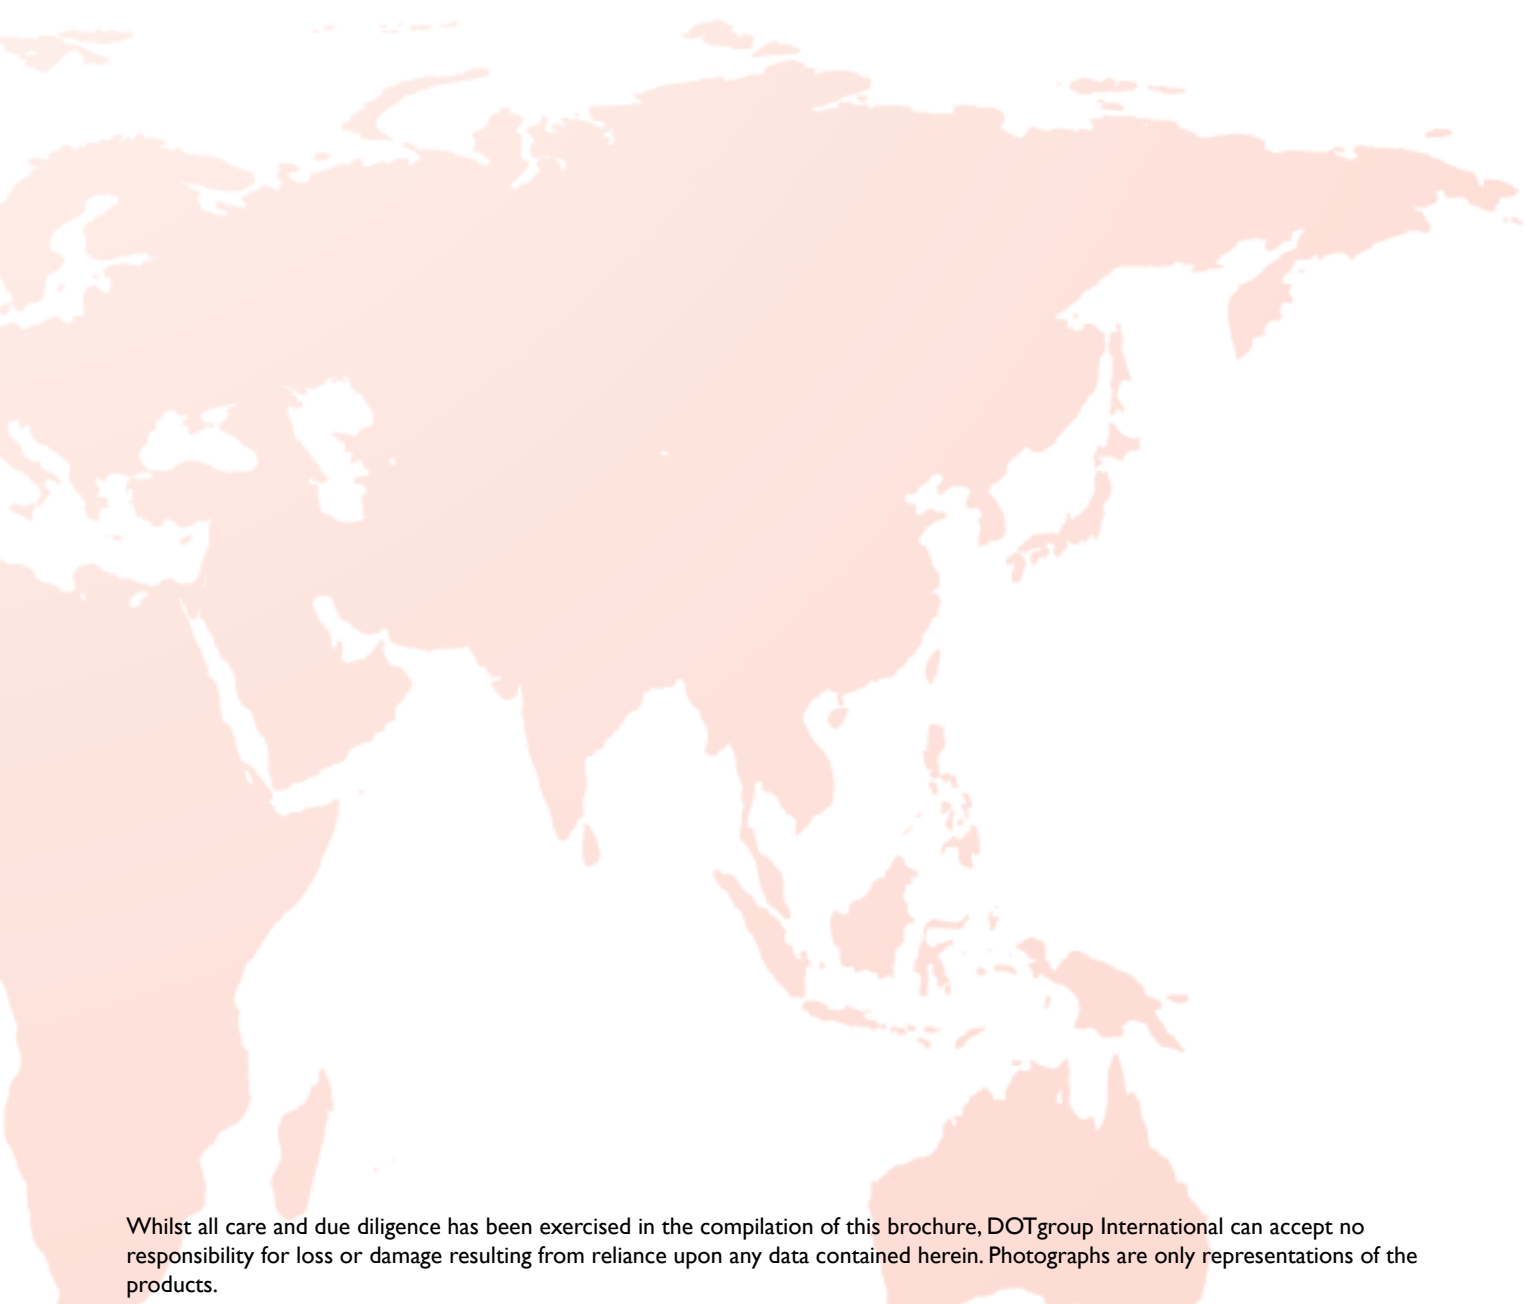 Whilst all care and due diligence has been exercised in the compilation of this brochure, DOTgroup International can accept no
responsibility for loss or damage resulting from reliance upon any data contained herein. Photographs are only representations of the
products.